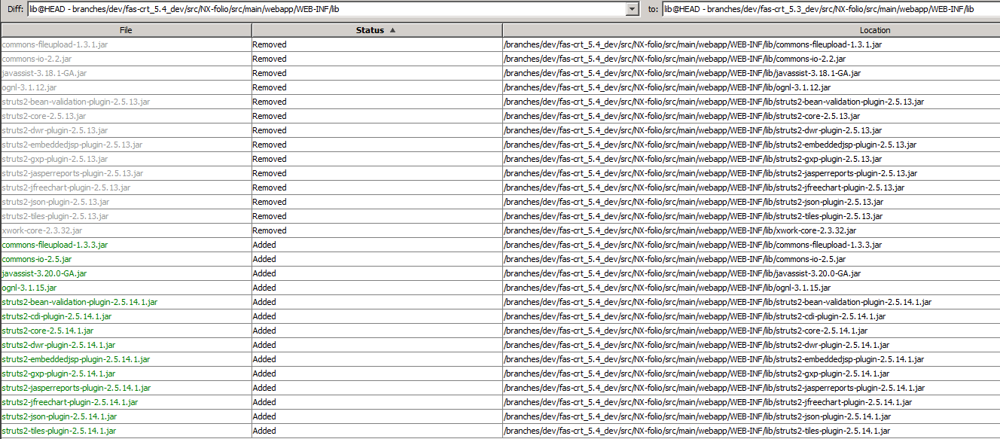 Diff: lib@HEAD - branches/dev/fas-crt_5.4_dev/src/NX-folio/src/main/webapp/WEB-INF/lib to: lib@HEAD - branches/dev/fas-crt_5.3_dev/src/NX-folio/src/main/webapp/WEB-INF/lib
File Status Location
commons-fileupload-1.3.1.jar Removed /branches/dev/fas-crt_5.4_dev/src/NX-folio/src/main/webapp/WEB-INF/lib/commons-fileupload-1.3.1.jar
commons-io-2.2.jar Removed /branches/dev/fas-crt_5.4_dev/src/NX-folio/src/main/webapp/WEB-INF/lib/commons-io-2.2.jar
javassist-3.18.1-GA.jar Removed /branches/dev/fas-crt_5.4_dev/src/NX-folio/src/main/webapp/WEB-INF/lib/javassist-3.18.1-GA.jar
ognl-3.1.12.jar Removed /branches/dev/fas-crt_5.4_dev/src/NX-folio/src/main/webapp/WEB-INF/lib/ognl-3.1.12.jar
struts2-bean-validation-plugin-2.5.13.jar Removed /branches/dev/fas-crt_5.4_dev/src/NX-folio/src/main/webapp/WEB-INF/lib/struts2-bean-validation-plugin-2.5.13.jar
struts2-core-2.5.13.jar Removed /branches/dev/fas-crt_5.4_dev/src/NX-folio/src/main/webapp/WEB-INF/lib/struts2-core-2.5.13.jar
struts2-dwr-plugin-2.5.13.jar Removed /branches/dev/fas-crt_5.4_dev/src/NX-folio/src/main/webapp/WEB-INF/lib/struts2-dwr-plugin-2.5.13.jar
struts2-embeddedjsp-plugin-2.5.13.jar Removed /branches/dev/fas-crt_5.4_dev/src/NX-folio/src/main/webapp/WEB-INF/lib/struts2-embeddedjsp-plugin-2.5.13.jar
struts2-gxp-plugin-2.5.13.jar Removed /branches/dev/fas-crt_5.4_dev/src/NX-folio/src/main/webapp/WEB-INF/lib/struts2-gxp-plugin-2.5.13.jar
struts2-jasperreports-plugin-2.5.13.jar Removed /branches/dev/fas-crt_5.4_dev/src/NX-folio/src/main/webapp/WEB-INF/lib/struts2-jasperreports-plugin-2.5.13.jar
struts2-jfreechart-plugin-2.5.13.jar Removed /branches/dev/fas-crt_5.4_dev/src/NX-folio/src/main/webapp/WEB-INF/lib/struts2-jfreechart-plugin-2.5.13.jar
struts2-json-plugin-2.5.13.jar Removed /branches/dev/fas-crt_5.4_dev/src/NX-folio/src/main/webapp/WEB-INF/lib/struts2-json-plugin-2.5.13.jar
struts2-tiles-plugin-2.5.13.jar Removed /branches/dev/fas-crt_5.4_dev/src/NX-folio/src/main/webapp/WEB-INF/lib/struts2-tiles-plugin-2.5.13.jar
xwork-core-2.3.32.jar Removed /branches/dev/fas-crt_5.4_dev/src/NX-folio/src/main/webapp/WEB-INF/lib/xwork-core-2.3.32.jar
commons-fileupload-1.3.3.jar Added /branches/dev/fas-crt_5.4_dev/src/NX-folio/src/main/webapp/WEB-INF/lib/commons-fileupload-1.3.3.jar
commons-io-2.5.jar Added /branches/dev/fas-crt_5.4_dev/src/NX-folio/src/main/webapp/WEB-INF/lib/commons-io-2.5.jar
javassist-3.20.0-GA.jar Added /branches/dev/fas-crt_5.4_dev/src/NX-folio/src/main/webapp/WEB-INF/lib/javassist-3.20.0-GA.jar
ognl-3.1.15.jar Added /branches/dev/fas-crt_5.4_dev/src/NX-folio/src/main/webapp/WEB-INF/lib/ognl-3.1.15.jar
struts2-bean-validation-plugin-2.5.14.1.jar Added /branches/dev/fas-crt_5.4_dev/src/NX-folio/src/main/webapp/WEB-INF/lib/struts2-bean-validation-plugin-2.5.14.1.jar
struts2-cdi-plugin-2.5.14.1.jar Added /branches/dev/fas-crt_5.4_dev/src/NX-folio/src/main/webapp/WEB-INF/lib/struts2-cdi-plugin-2.5.14.1.jar
struts2-core-2.5.14.1.jar Added /branches/dev/fas-crt_5.4_dev/src/NX-folio/src/main/webapp/WEB-INF/lib/struts2-core-2.5.14.1.jar
struts2-dwr-plugin-2.5.14.1.jar Added /branches/dev/fas-crt_5.4_dev/src/NX-folio/src/main/webapp/WEB-INF/lib/struts2-dwr-plugin-2.5.14.1.jar
struts2-embeddedjsp-plugin-2.5.14.1.jar Added /branches/dev/fas-crt_5.4_dev/src/NX-folio/src/main/webapp/WEB-INF/lib/struts2-embeddedjsp-plugin-2.5.14.1.jar
struts2-gxp-plugin-2.5.14.1.jar Added /branches/dev/fas-crt_5.4_dev/src/NX-folio/src/main/webapp/WEB-INF/lib/struts2-gxp-plugin-2.5.14.1.jar
struts2-jasperreports-plugin-2.5.14.1.jar Added /branches/dev/fas-crt_5.4_dev/src/NX-folio/src/main/webapp/WEB-INF/lib/struts2-jasperreports-plugin-2.5.14.1.jar
struts2-jfreechart-plugin-2.5.14.1.jar Added /branches/dev/fas-crt_5.4_dev/src/NX-folio/src/main/webapp/WEB-INF/lib/struts2-jfreechart-plugin-2.5.14.1.jar
struts2-json-plugin-2.5.14.1.jar Added /branches/dev/fas-crt_5.4_dev/src/NX-folio/src/main/webapp/WEB-INF/lib/struts2-json-plugin-2.5.14.1.jar
struts2-tiles-plugin-2.5.14.1.jar Added /branches/dev/fas-crt_5.4_dev/src/NX-folio/src/main/webapp/WEB-INF/lib/struts2-tiles-plugin-2.5.14.1.jar